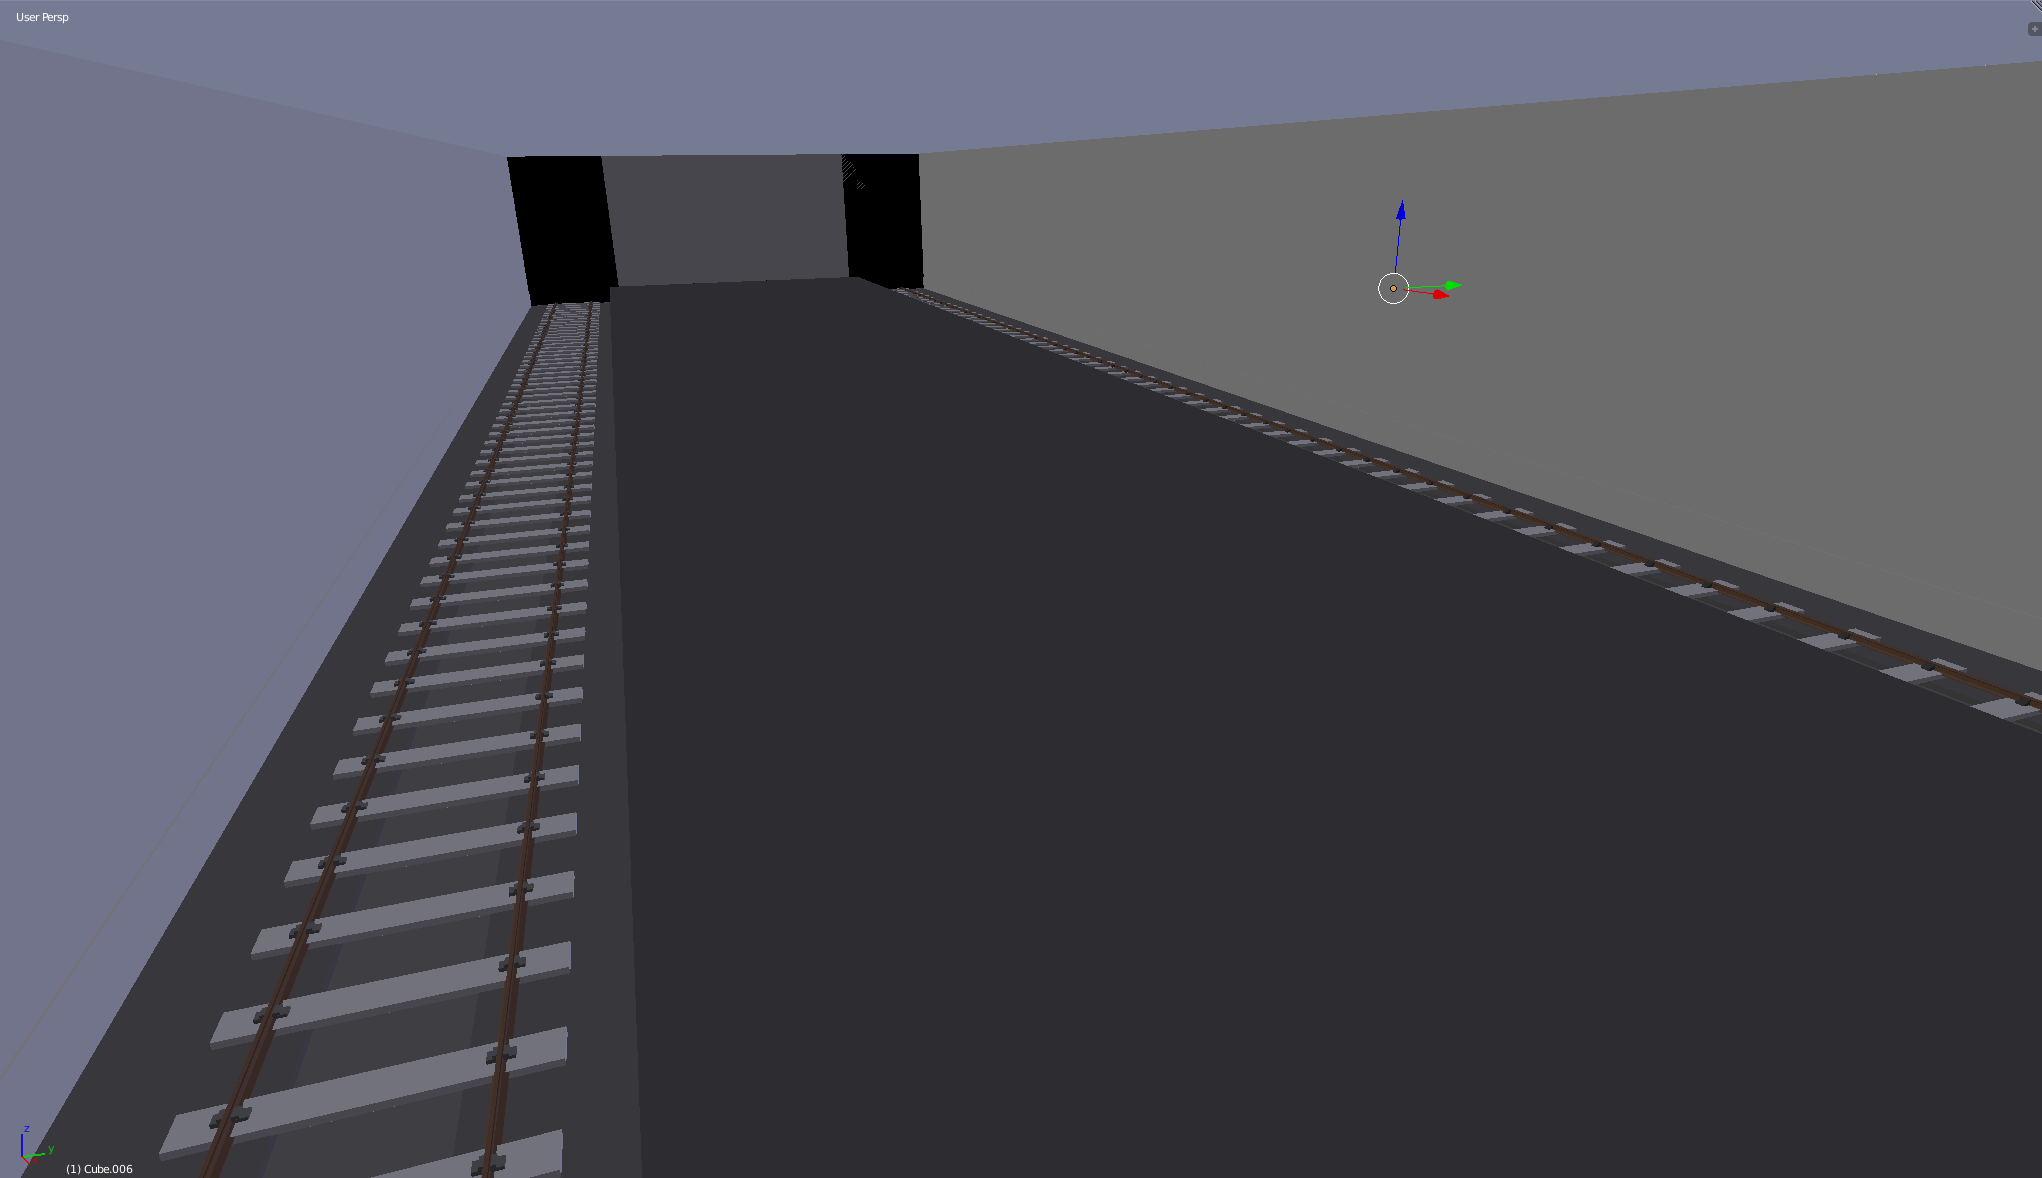 User Persp
z
y
(1) Cube.006